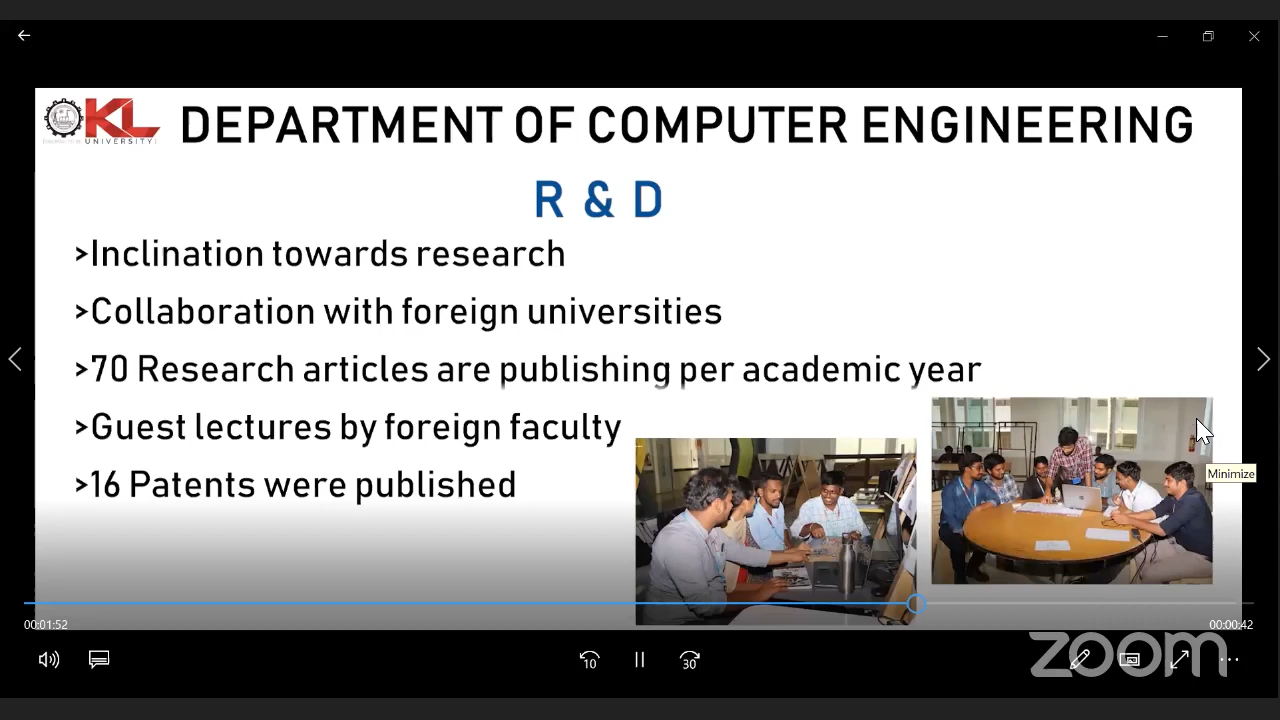 KL
UNIVERSITY
DEPARTMENT OF COMPUTER ENGINEERING
R & D
>Inclination towards research
>Collaboration with foreign universities
>70 Research articles are publishing per academic year
>Guest lectures by foreign faculty
>16 Patents were published
Minimize
00:01:52
00:00:42
10
30
zoom